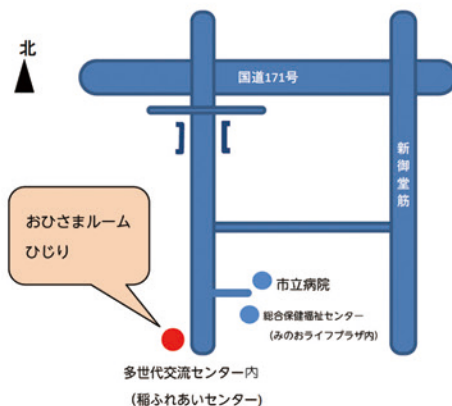 北
国道171号
新御堂筋
おひさまルーム
ひじり
市立病院
総合保健福祉センター
（みのおライフプラザ内）
多世代交流センター内
（稲ふれあいセンター）